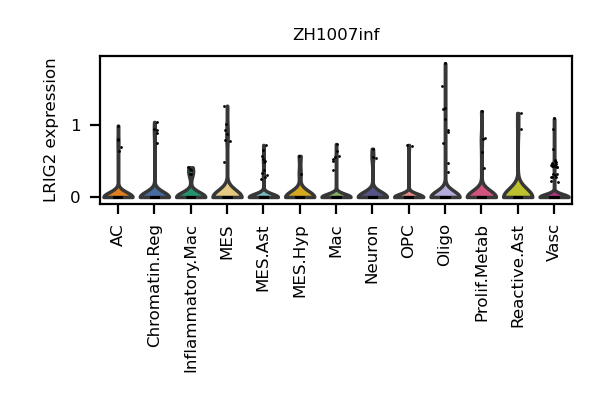 ZH1007inf
LRIG2 expression
1
0
AC
Chromatin.Reg
Inflammatory.Mac
MES
MES.Ast
MES.Hyp
Mac
Neuron
OPC
Oligo
Prolif.Metab
Reactive.Ast
Vasc